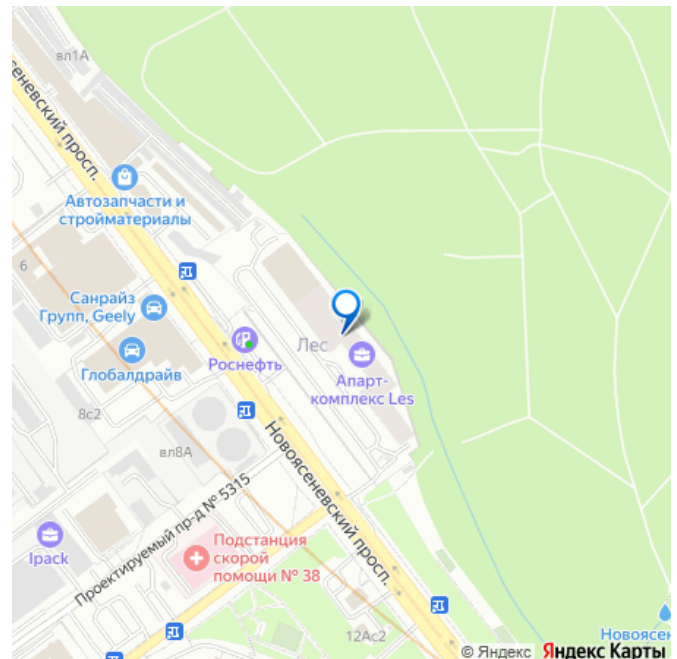 вл1А
сеневский просп.
Автозапчасти и
стройматериалы
6
Санрайз
Групп, Geely
Роснефть
Лес
Глобалдрайв
Апарт-
комплекс Les
8с2
вл8А
Новоясеневский просп.
Проектируемый пр-д № 5315
Ipack
Подстанция
скорой
помощи № 38
12Ас2
Новоясен
© Яндекс Яндекс Карты